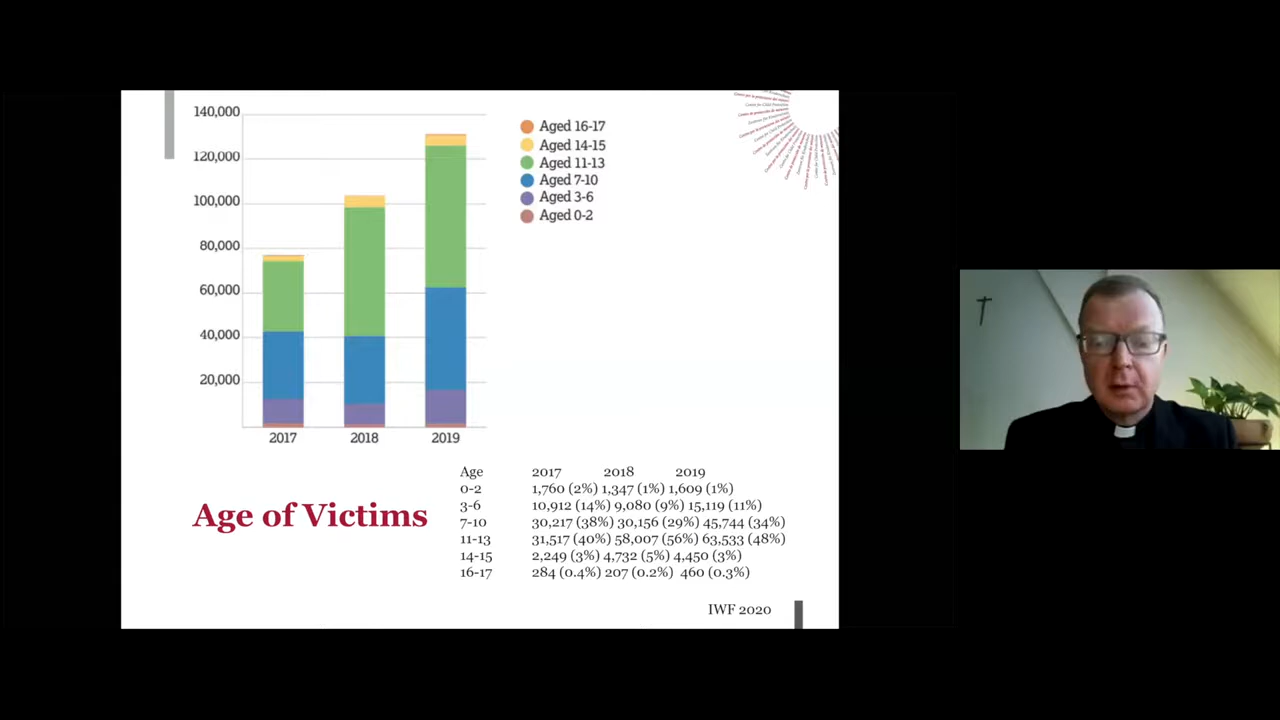 140,000
120,000
100,000
80,000
60,000
40,000
20,000
2017 2018 2019
Aged 16-17
Aged 14-15
Aged 11-13
Aged 7-10
Aged 3-6
Aged 0-2
Age of Victims
Age 2017 2018 2019
0-2 1,760 (2%) 1,347 (1%) 1,609 (1%)
3-6 10,912 (14%) 9,080 (9%) 15,119 (11%)
7-10 30,217 (38%) 30,156 (29%) 45,744 (34%)
11-13 31,517 (40%) 58,007 (56%) 63,533 (48%)
14-15 2,249 (3%) 4,732 (5%) 4,450 (3%)
16-17 284 (0.4%) 207 (0.2%) 460 (0.3%)
IWF 2020